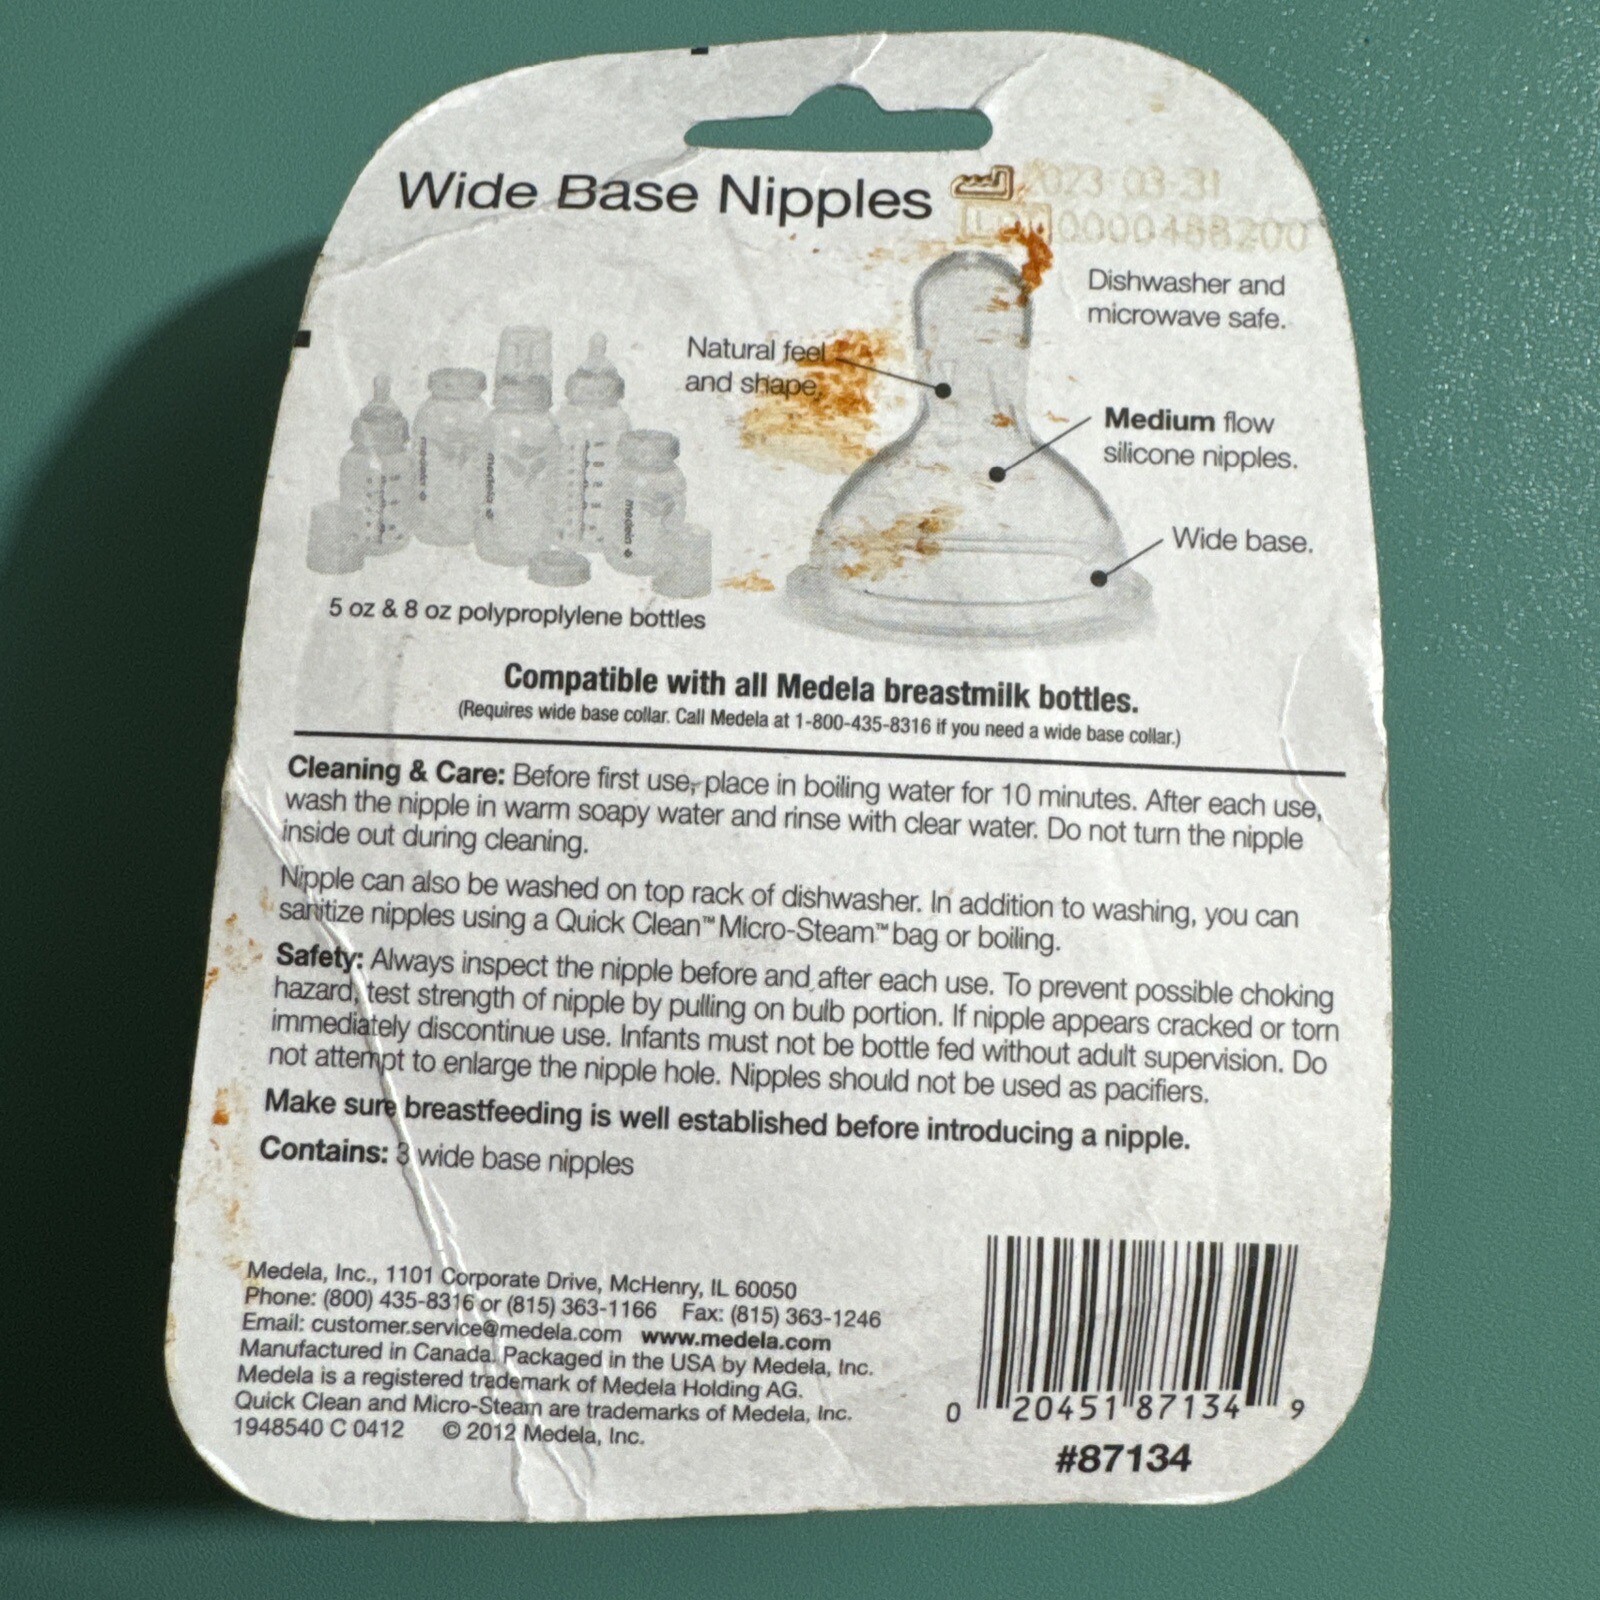 Wide Base Nipples
2023-03-31
LOT 0000488200
Dishwasher and
microwave safe.
Natural feel
and shape.
Medium flow
silicone nipples.
Wide base.
medela
medela
medela
5 oz & 8 oz polyproplylene bottles
Compatible with all Medela breastmilk bottles.
(Requires wide base collar. Call Medela at 1-800-435-8316 if you need a wide base collar.)
Cleaning & Care: Before first use, place in boiling water for 10 minutes. After each use,
wash the nipple in warm soapy water and rinse with clear water. Do not turn the nipple
inside out during cleaning.
Nipple can also be washed on top rack of dishwasher. In addition to washing, you can
sanitize nipples using a Quick Clean™ Micro-Steam™ bag or boiling.
Safety: Always inspect the nipple before and after each use. To prevent possible choking
hazard, test strength of nipple by pulling on bulb portion. If nipple appears cracked or torn
immediately discontinue use. Infants must not be bottle fed without adult supervision. Do
not attempt to enlarge the nipple hole. Nipples should not be used as pacifiers.
Make sure breastfeeding is well established before introducing a nipple.
Contains: 3 wide base nipples
Medela, Inc., 1101 Corporate Drive, McHenry, IL 60050
Phone: (800) 435-8316 or (815) 363-1166 Fax: (815) 363-1246
Email: customer.service@medela.com www.medela.com
Manufactured in Canada. Packaged in the USA by Medela, Inc.
Medela is a registered trademark of Medela Holding AG.
Quick Clean and Micro-Steam are trademarks of Medela, Inc.
1948540 C 0412 © 2012 Medela, Inc.
0 20451 87134 9
#87134